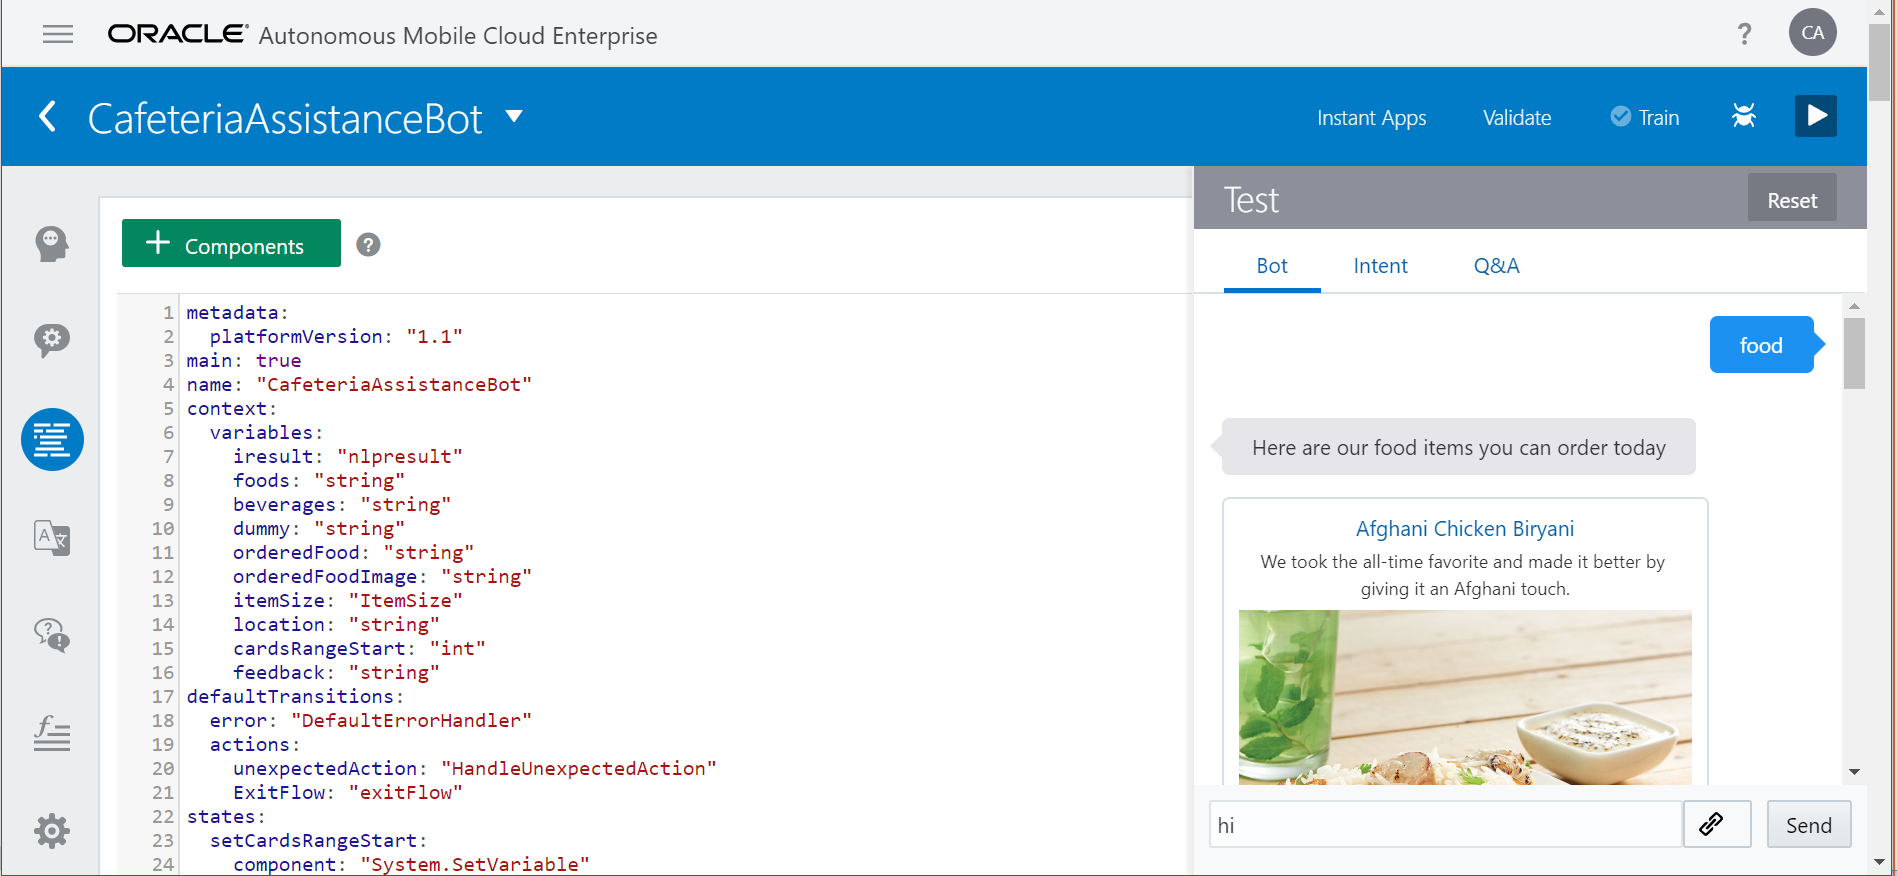 ORACLE® Autonomous Mobile Cloud Enterprise
? CA
CafeteriaAssistanceBot
Instant Apps Validate Train
Test Reset
+ Components ?
Bot Intent Q&A
1 metadata:
2 platformVersion: "1.1"
3 main: true
4 name: "CafeteriaAssistanceBot"
5 context:
6 variables:
7 iresult: "nlpresult"
8 foods: "string"
9 beverages: "string"
10 dummy: "string"
11 orderedFood: "string"
12 orderedFoodImage: "string"
13 itemSize: "ItemSize"
14 location: "string"
15 cardsRangeStart: "int"
16 feedback: "string"
17 defaultTransitions:
18 error: "DefaultErrorHandler"
19 actions:
20 unexpectedAction: "HandleUnexpectedAction"
21 ExitFlow: "exitFlow"
22 states:
23 setCardsRangeStart:
24 component: "System.SetVariable"
food
Here are our food items you can order today
Afghani Chicken Biryani
We took the all-time favorite and made it better by
giving it an Afghani touch.
hi
Send